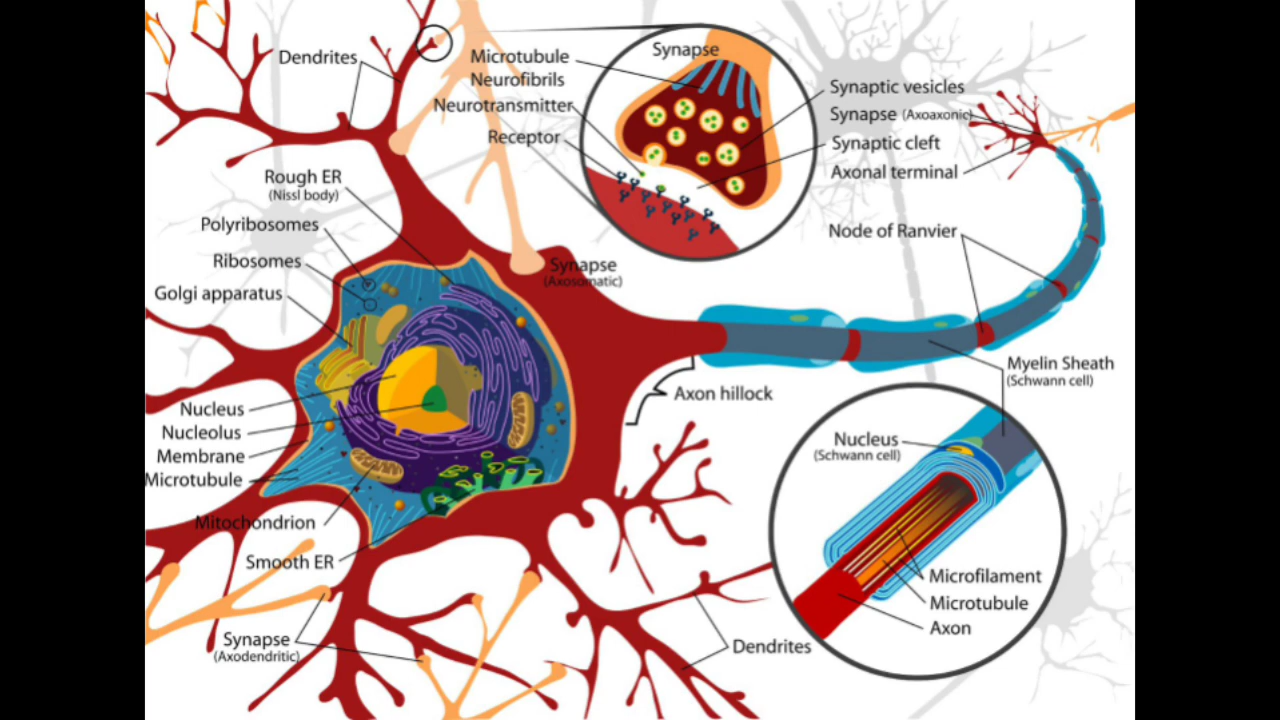 Dendrites
Microtubule
Neurofibrils
Neurotransmitter
Receptor
Synapse
Synaptic vesicles
Synapse (Axoaxonic)
Synaptic cleft
Axonal terminal
Rough ER
(Nissl body)
Polyribosomes
Ribosomes
Golgi apparatus
Synapse
(Axosomatic)
Node of Ranvier
Myelin Sheath
(Schwann cell)
Axon hillock
Nucleus
Nucleolus
Membrane
Microtubule
Mitochondrion
Smooth ER
Synapse
(Axodendritic)
Dendrites
Nucleus
(Schwann cell)
Microfilament
Microtubule
Axon